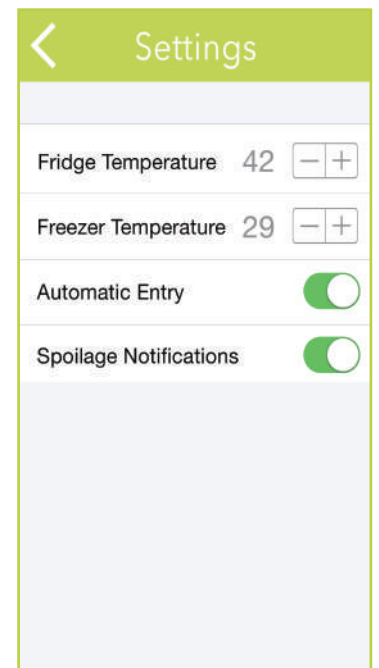 Settings
Fridge Temperature 42 − +
Freezer Temperature 29 − +
Automatic Entry
Spoilage Notifications